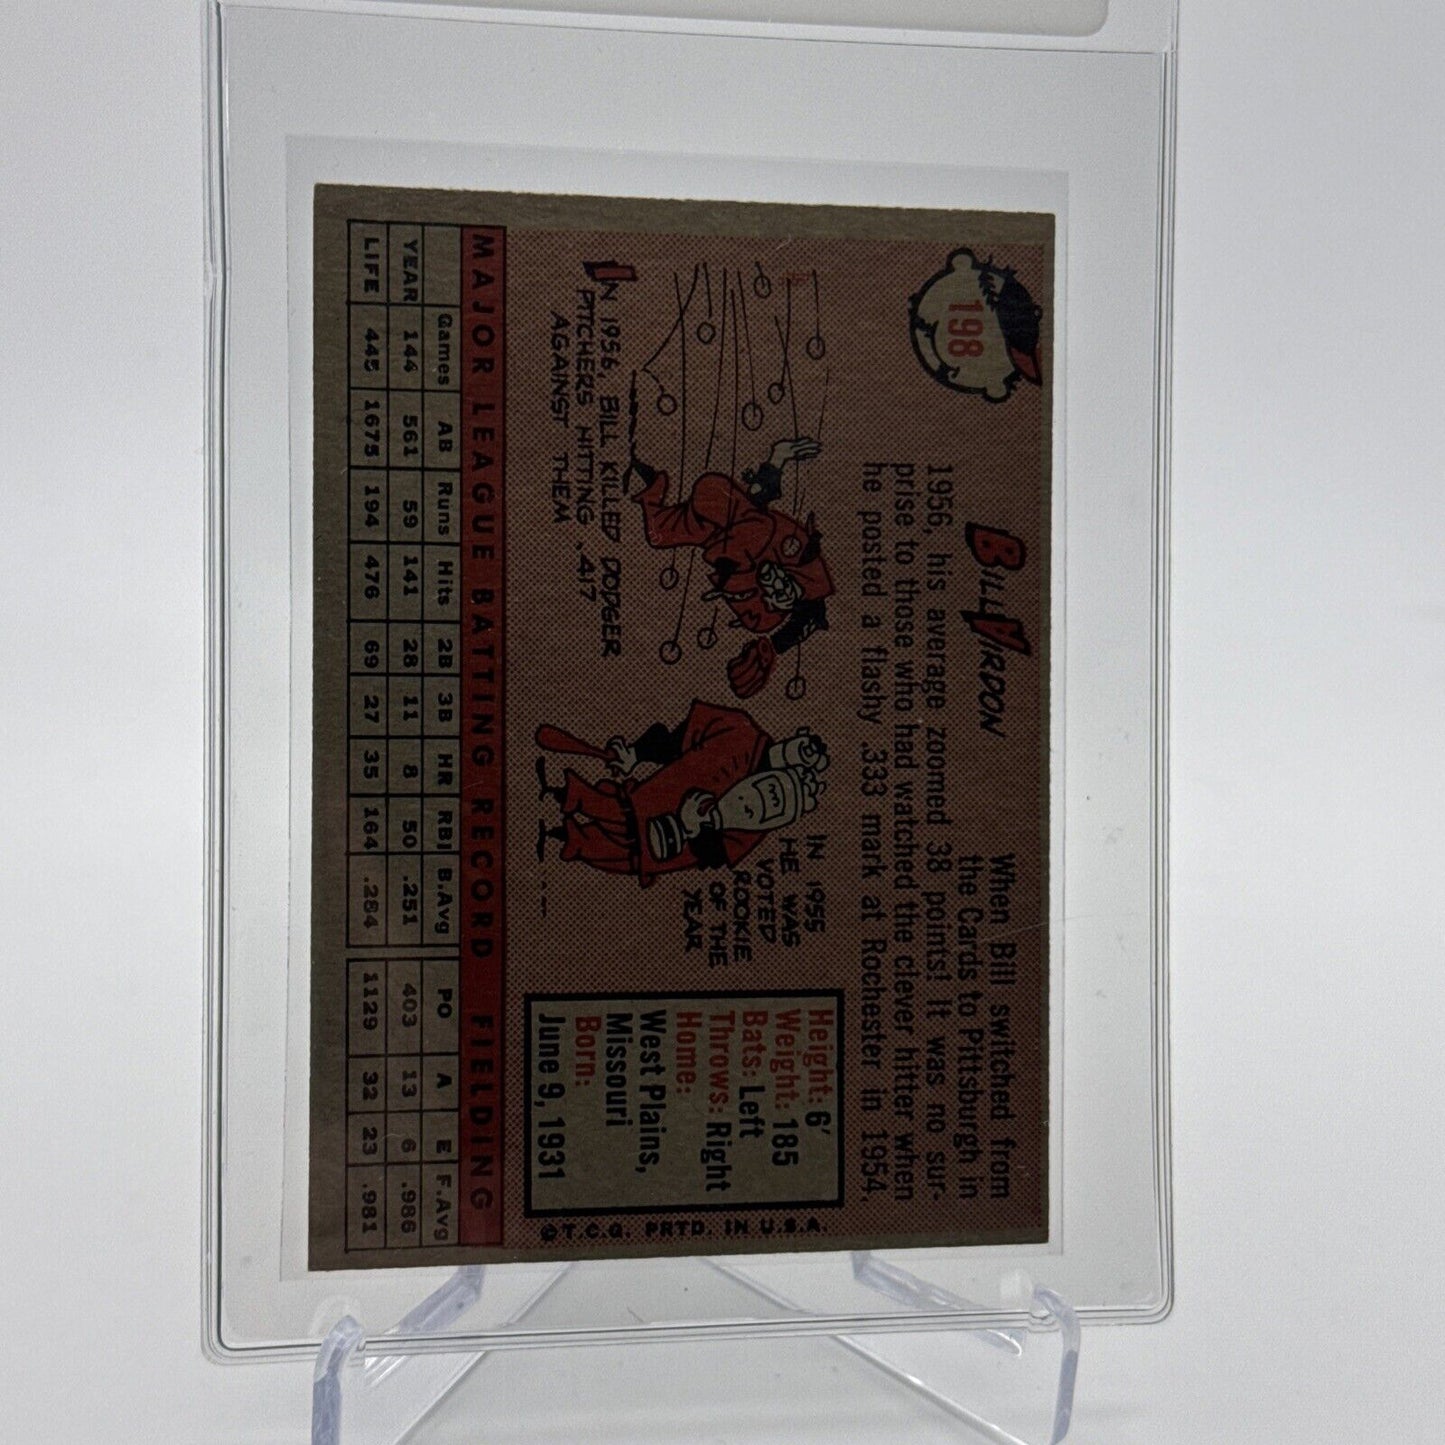 198
BILL VIRDON
When Bill switched from
the Cards to Pittsburgh in
1956, his average zoomed 38 points! It was no sur-
prise to those who had watched the clever hitter when
he posted a flashy .333 mark at Rochester in 1954.
IN 1956, BILL KILLED DODGER
PITCHERS HITTING .417
AGAINST THEM
IN 1955
HE WAS
VOTED
ROOKIE
OF THE
YEAR
Height: 6'
Weight: 185
Bats: Left
Throws: Right
Home:
West Plains,
Missouri
Born:
June 9, 1931
©T.C.G. PRTD. IN U.S.A.
MAJOR LEAGUE BATTING RECORD FIELDING
Games AB Runs Hits 2B 3B HR RBI B.Avg PO A E F.Avg
YEAR 144 561 59 141 28 11 8 50 .251 403 13 6 .986
LIFE 445 1675 194 476 69 27 35 164 .284 1129 32 23 .981